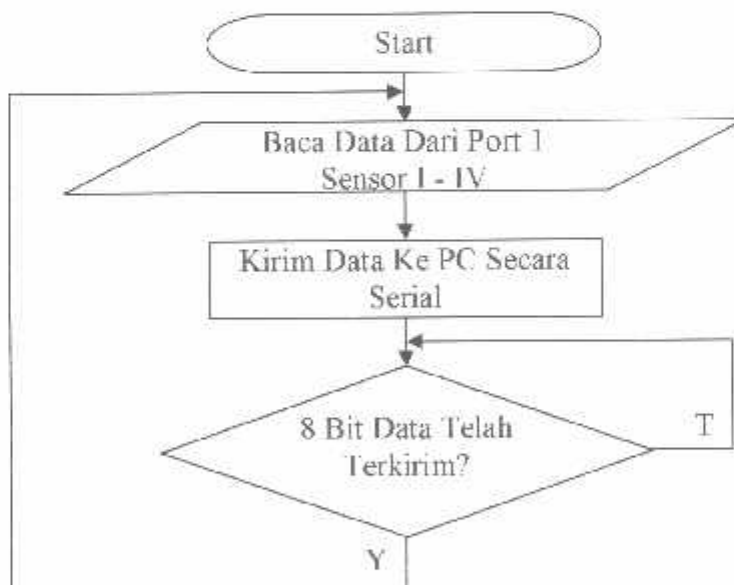 Start
Baca Data Dari Port 1
Sensor I - IV
Kirim Data Ke PC Secara
Serial
8 Bit Data Telah
Terkirim?
T
Y